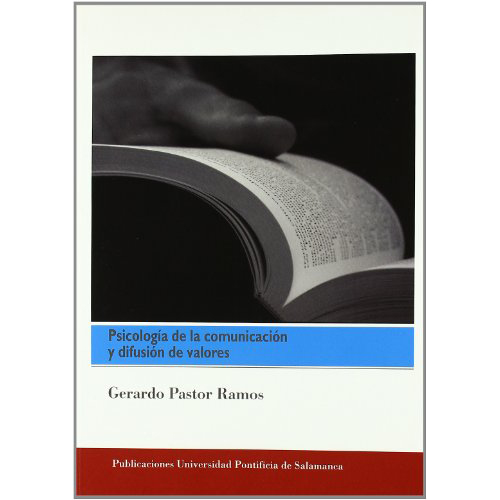 Psicología de la comunicación
y difusión de valores
Gerardo Pastor Ramos
Publicaciones Universidad Pontificia de Salamanca